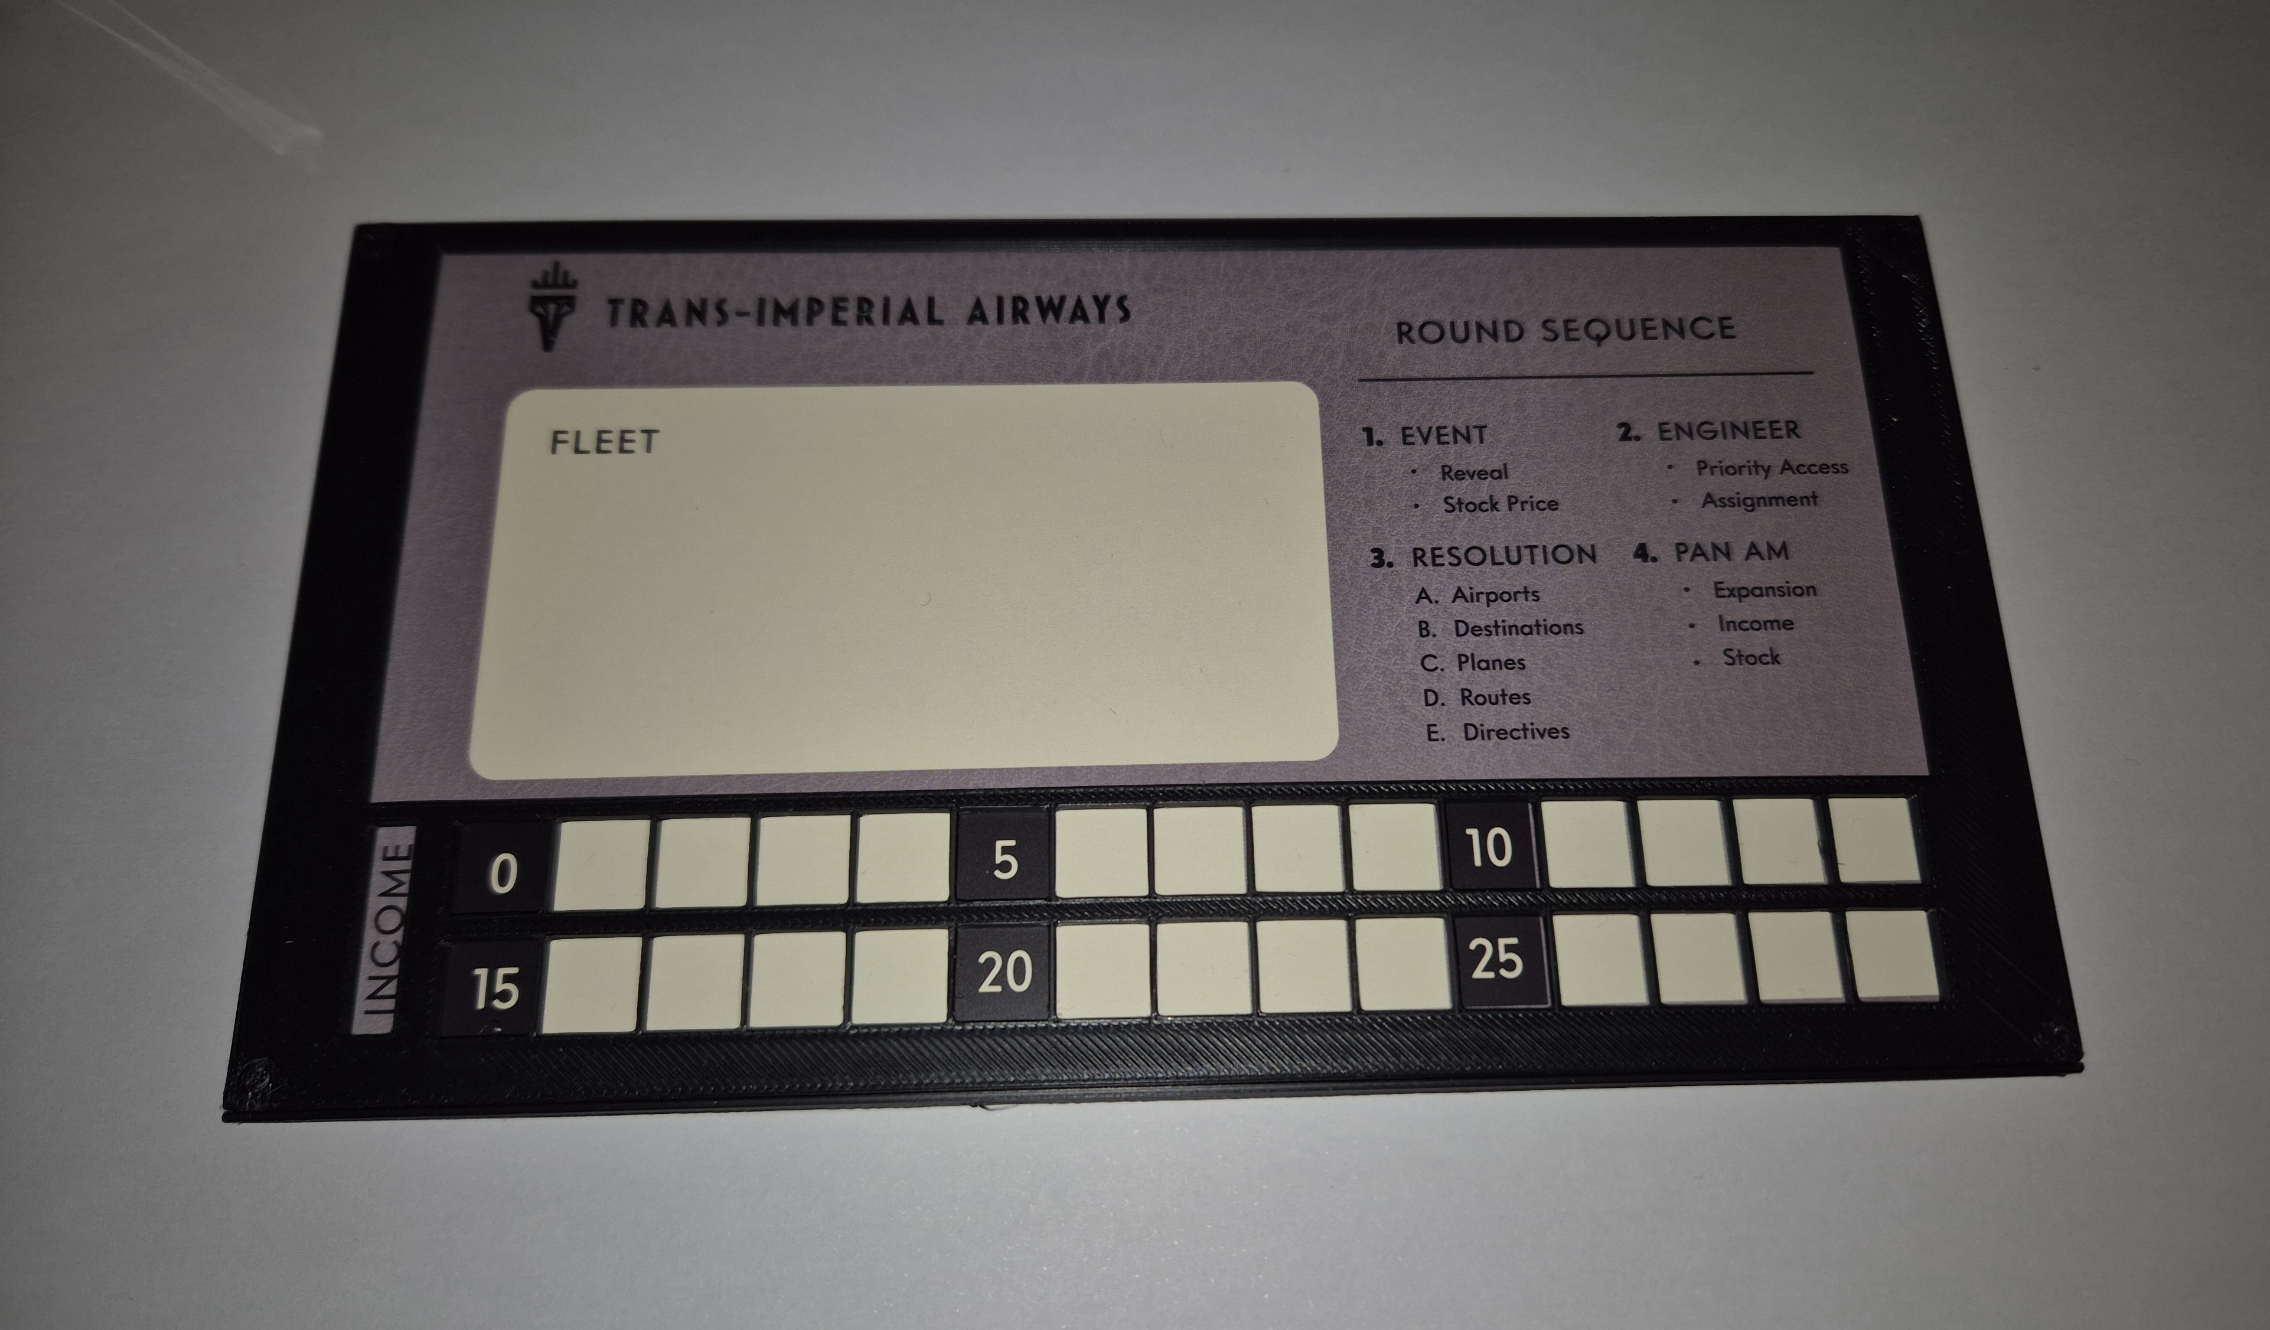 TRANS-IMPERIAL AIRWAYS
FLEET
ROUND SEQUENCE
1. EVENT
• Reveal
• Stock Price
2. ENGINEER
• Priority Access
• Assignment
3. RESOLUTION
A. Airports
B. Destinations
C. Planes
D. Routes
E. Directives
4. PAN AM
• Expansion
• Income
• Stock
INCOME
0 5 10
15 20 25